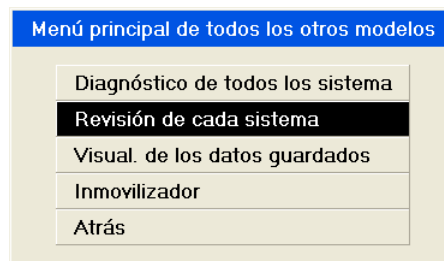 Menú principal de todos los otros modelos
Diagnóstico de todos los sistema
Revisión de cada sistema
Visual. de los datos guardados
Inmovilizador
Atrás